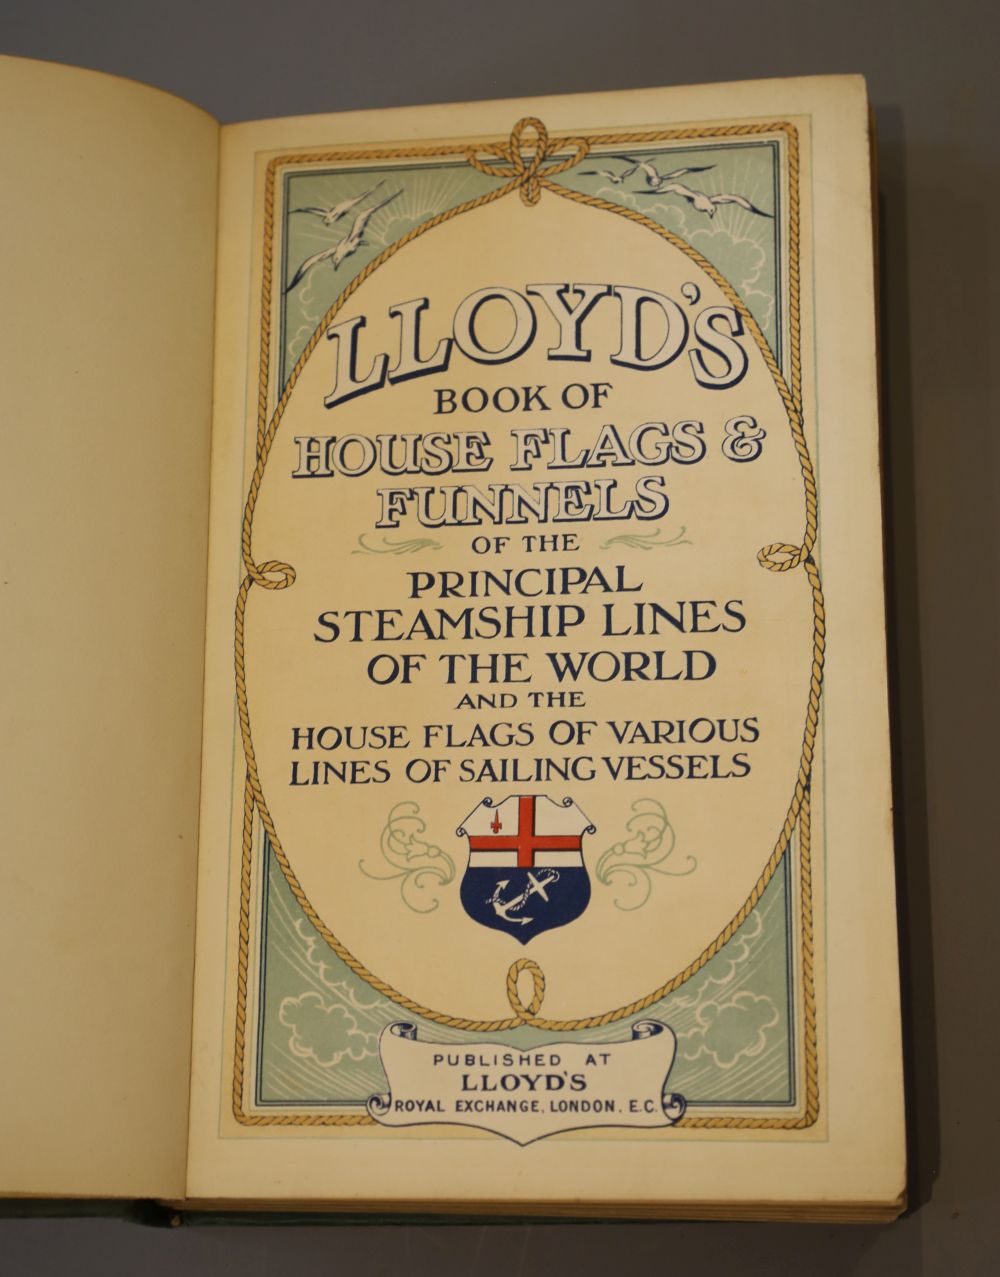 LLOYD'S
BOOK OF
HOUSE FLAGS &
FUNNELS
OF THE
PRINCIPAL
STEAMSHIP LINES
OF THE WORLD
AND THE
HOUSE FLAGS OF VARIOUS
LINES OF SAILING VESSELS
PUBLISHED AT
LLOYD'S
ROYAL EXCHANGE, LONDON. E.C.